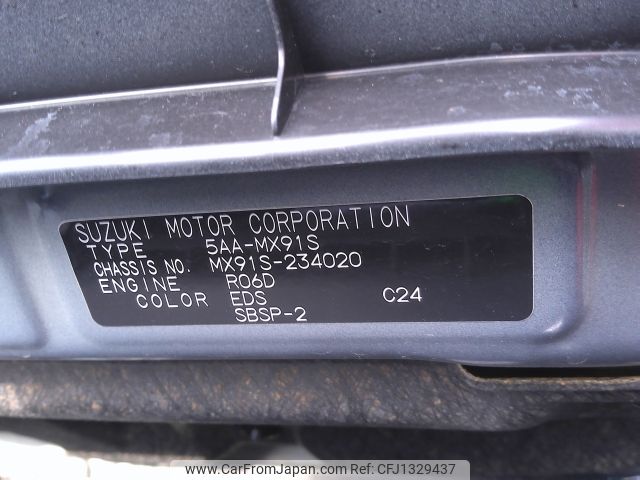 SUZUKI MOTOR CORPORATION
TYPE 5AA-MX91S
CHASSIS NO. MX91S-234020
ENGINE R06D
COLOR EDS C24
SBSP-2
www.CarFromJapan.com - CFJ1329437